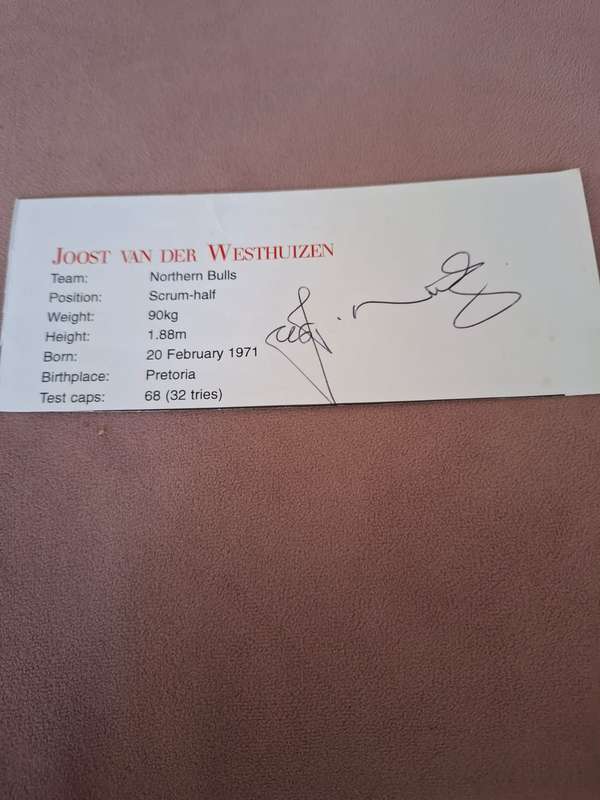 JOOST VAN DER WESTHUIZEN
Team: Northern Bulls
Position: Scrum-half
Weight: 90kg
Height: 1.88m
Born: 20 February 1971
Birthplace: Pretoria
Test caps: 68 (32 tries)